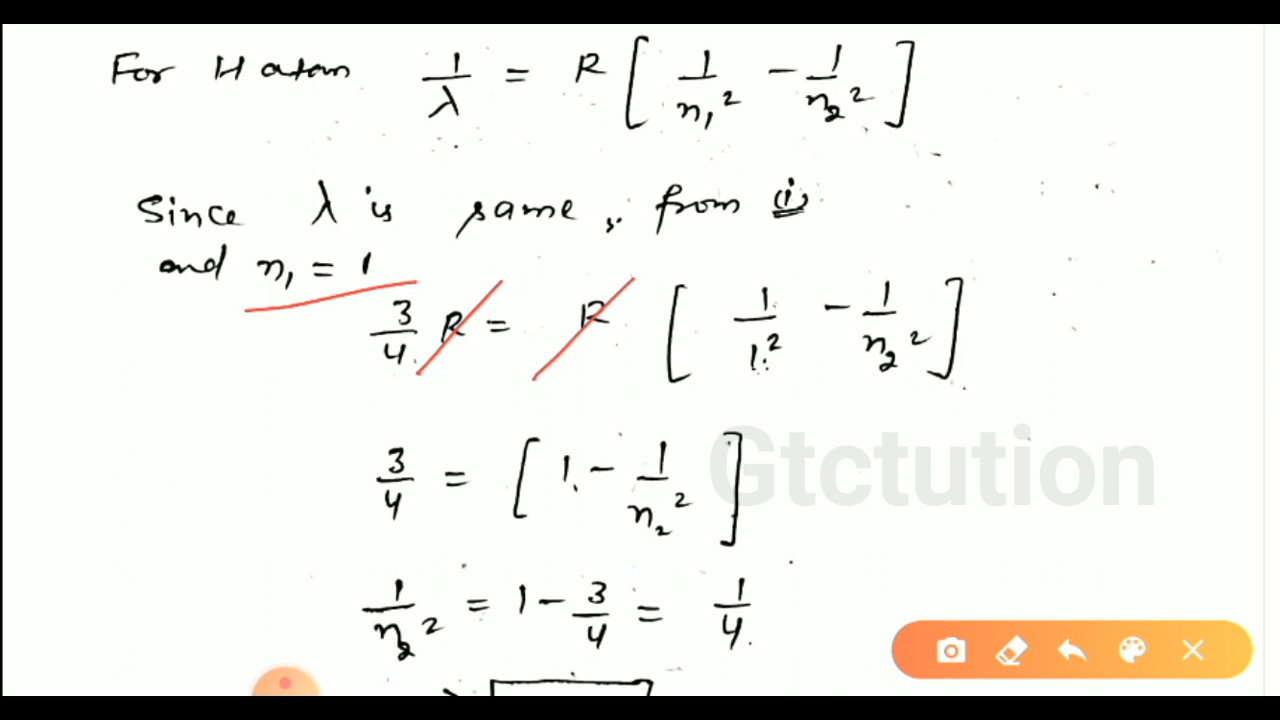 For H atom 1/λ = R [ 1/n₁² - 1/n₂² ]
Since λ is same, from (i)
and n₁ = 1
3/4 R = R [ 1/1² - 1/n₂² ]
3/4 = [ 1 - 1/n₂² ]
Gtctution
1/n₂² = 1 - 3/4 = 1/4